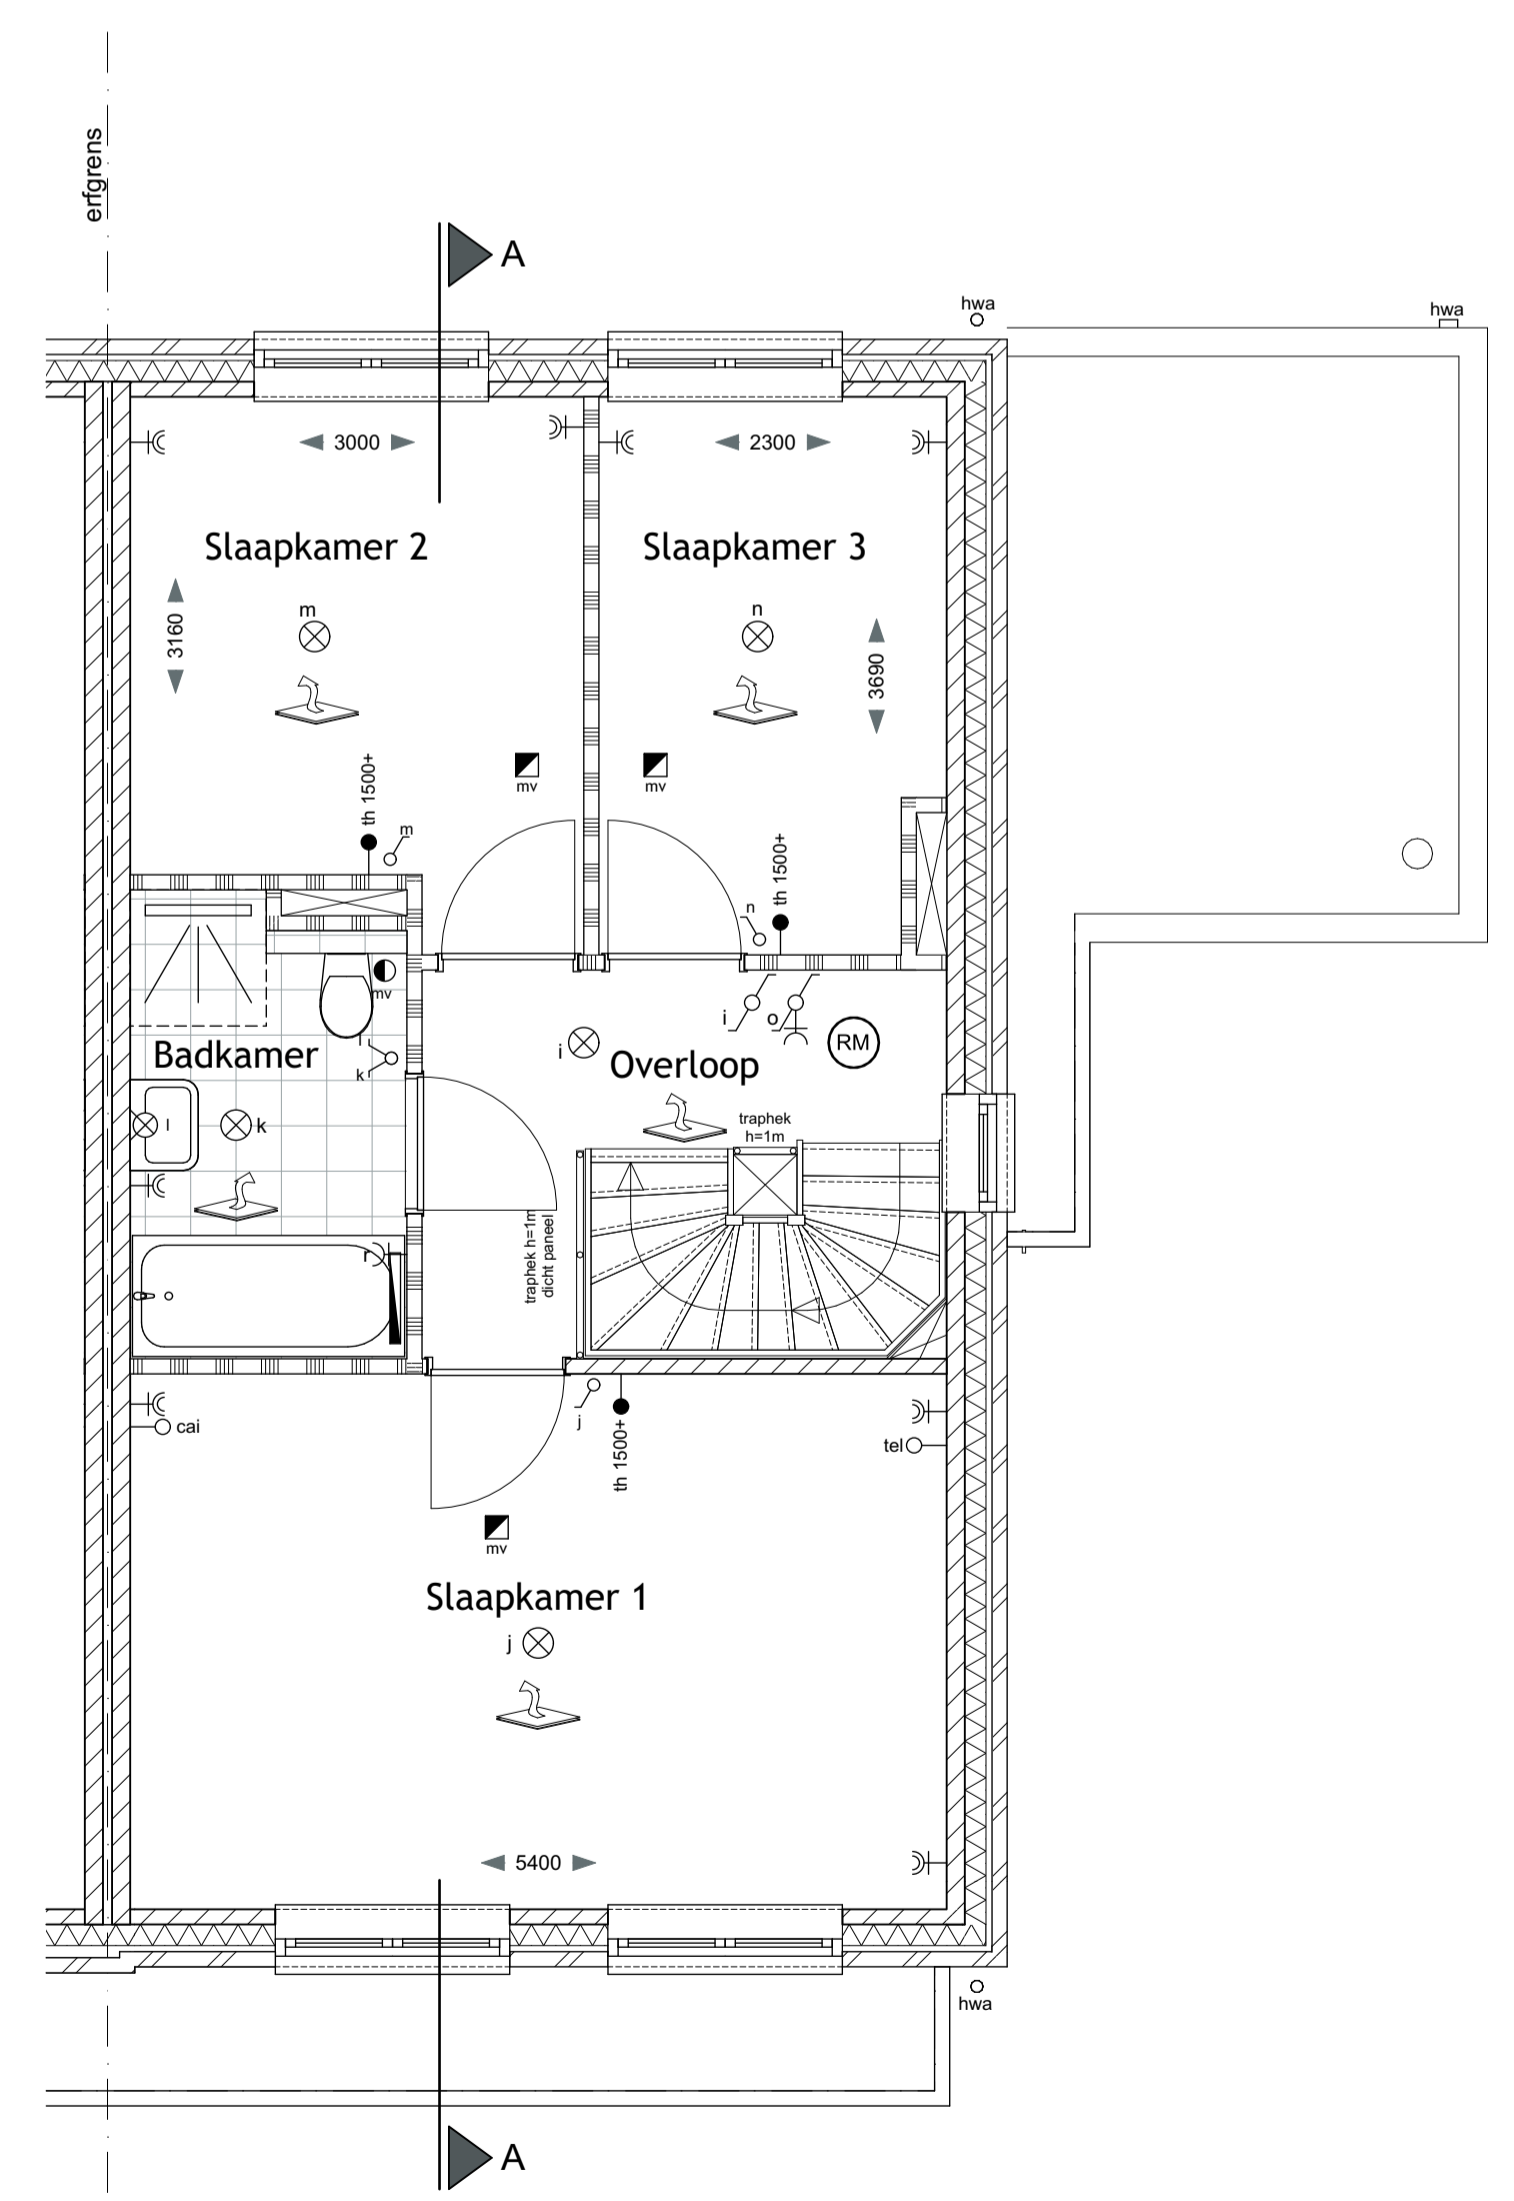 erfgrens
A
hwa
hwa
3000
2300
Slaapkamer 2
Slaapkamer 3
m
n
3160
3690
mv
mv
th 1500+
m
th 1500+
n
mv
i
o
RM
i
Overloop
l
Badkamer
k
l
k
traphek
h=1m
traphek h=1m
dicht paneel
r
cai
j
th 1500+
tel
mv
Slaapkamer 1
j
5400
hwa
A